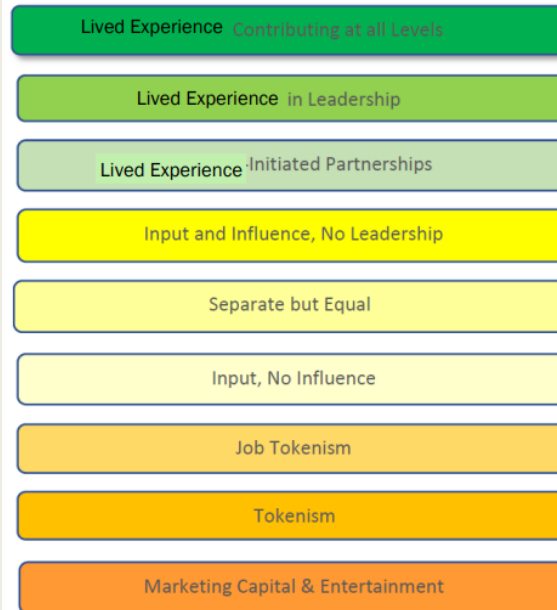 Lived Experience Contributing at all Levels
Lived Experience in Leadership
Lived Experience -Initiated Partnerships
Input and Influence, No Leadership
Separate but Equal
Input, No Influence
Job Tokenism
Tokenism
Marketing Capital & Entertainment